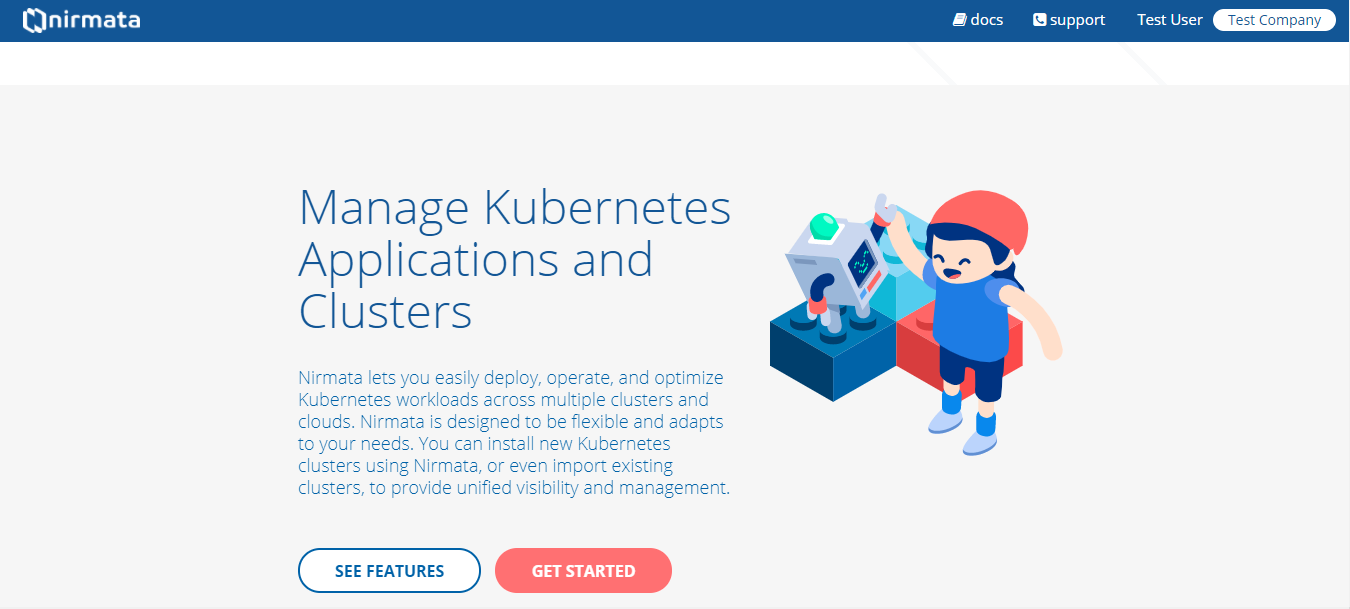 nirmata
docs
support
Test User
Test Company
Manage Kubernetes
Applications and
Clusters
Nirmata lets you easily deploy, operate, and optimize
Kubernetes workloads across multiple clusters and
clouds. Nirmata is designed to be flexible and adapts
to your needs. You can install new Kubernetes
clusters using Nirmata, or even import existing
clusters, to provide unified visibility and management.
SEE FEATURES
GET STARTED